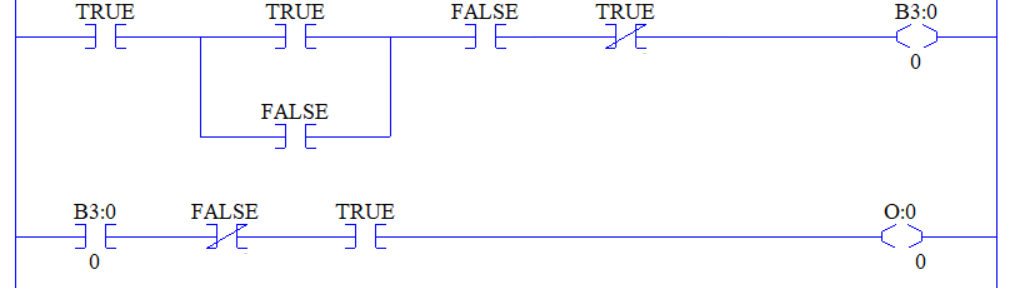 TRUE TRUE FALSE TRUE B3:0
0
FALSE
B3:0 FALSE TRUE O:0
0 0